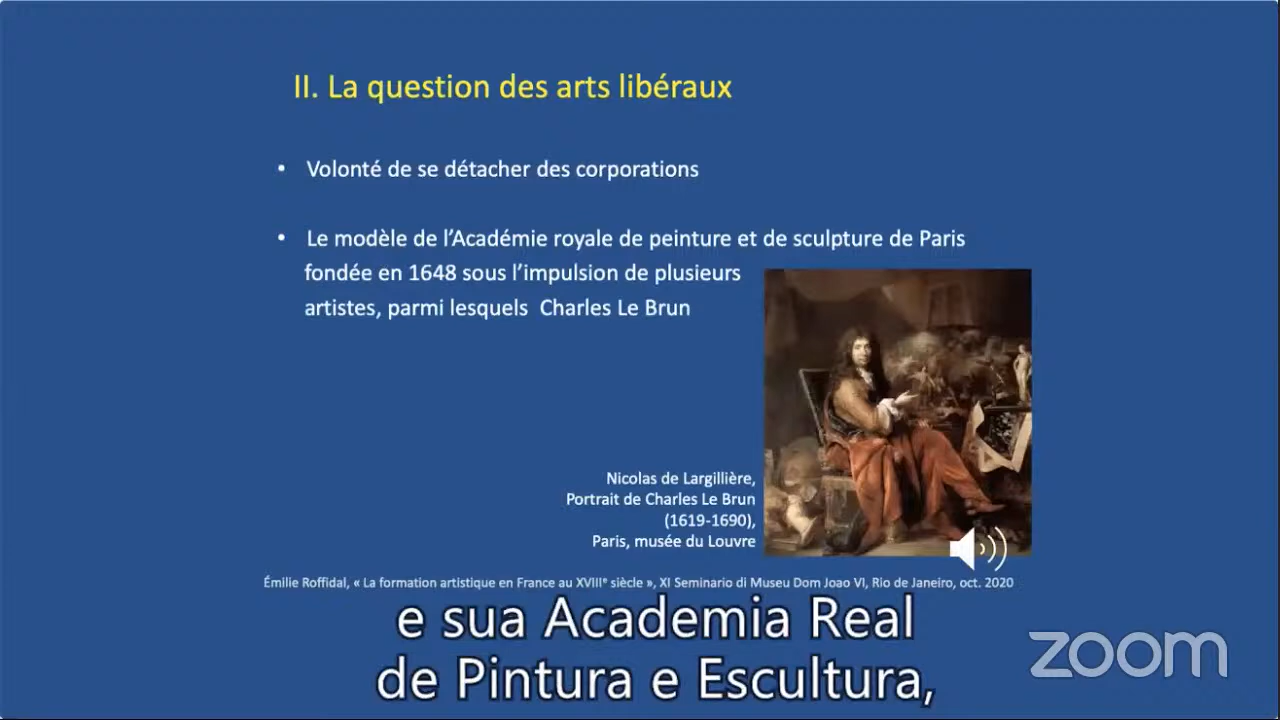 II. La question des arts libéraux
• Volonté de se détacher des corporations
• Le modèle de l'Académie royale de peinture et de sculpture de Paris
fondée en 1648 sous l'impulsion de plusieurs
artistes, parmi lesquels Charles Le Brun
Nicolas de Largillière,
Portrait de Charles Le Brun
(1619-1690),
Paris, musée du Louvre
Émilie Roffidal, « La formation artistique en France au XVIIIᵉ siècle », XI Seminario di Museu Dom Joao VI, Rio de Janeiro, oct. 2020
e sua Academia Real
de Pintura e Escultura,
zoom